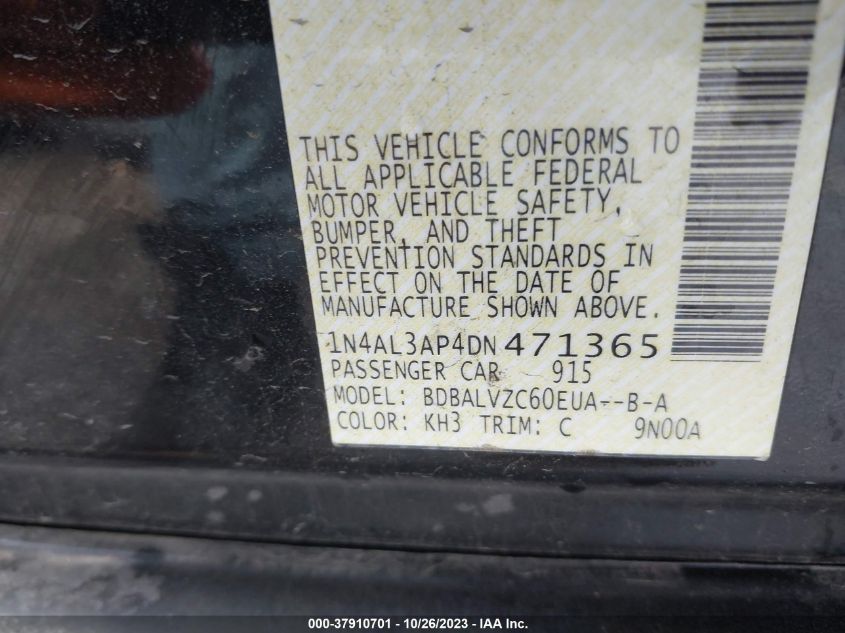 THIS VEHICLE CONFORMS TO
ALL APPLICABLE FEDERAL
MOTOR VEHICLE SAFETY,
BUMPER, AND THEFT
PREVENTION STANDARDS IN
EFFECT ON THE DATE OF
MANUFACTURE SHOWN ABOVE.
1N4AL3AP4DN471365
PASSENGER CAR 915
MODEL: BDBALVZC60EUA--B-A
COLOR: KH3 TRIM: C 9N00A
000-37910701 - 10/26/2023 - IAA Inc.